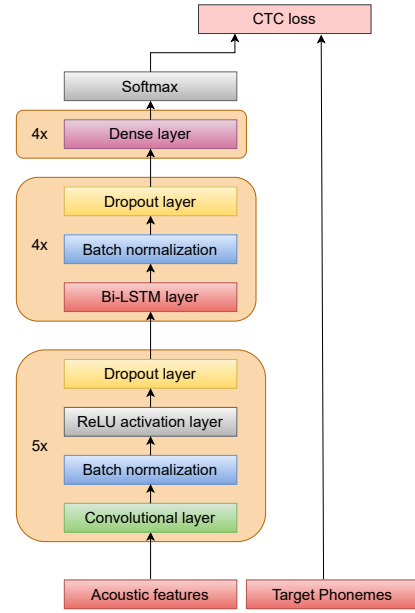 CTC loss
Softmax
4x
Dense layer
Dropout layer
4x
Batch normalization
Bi-LSTM layer
Dropout layer
ReLU activation layer
5x
Batch normalization
Convolutional layer
Acoustic features
Target Phonemes